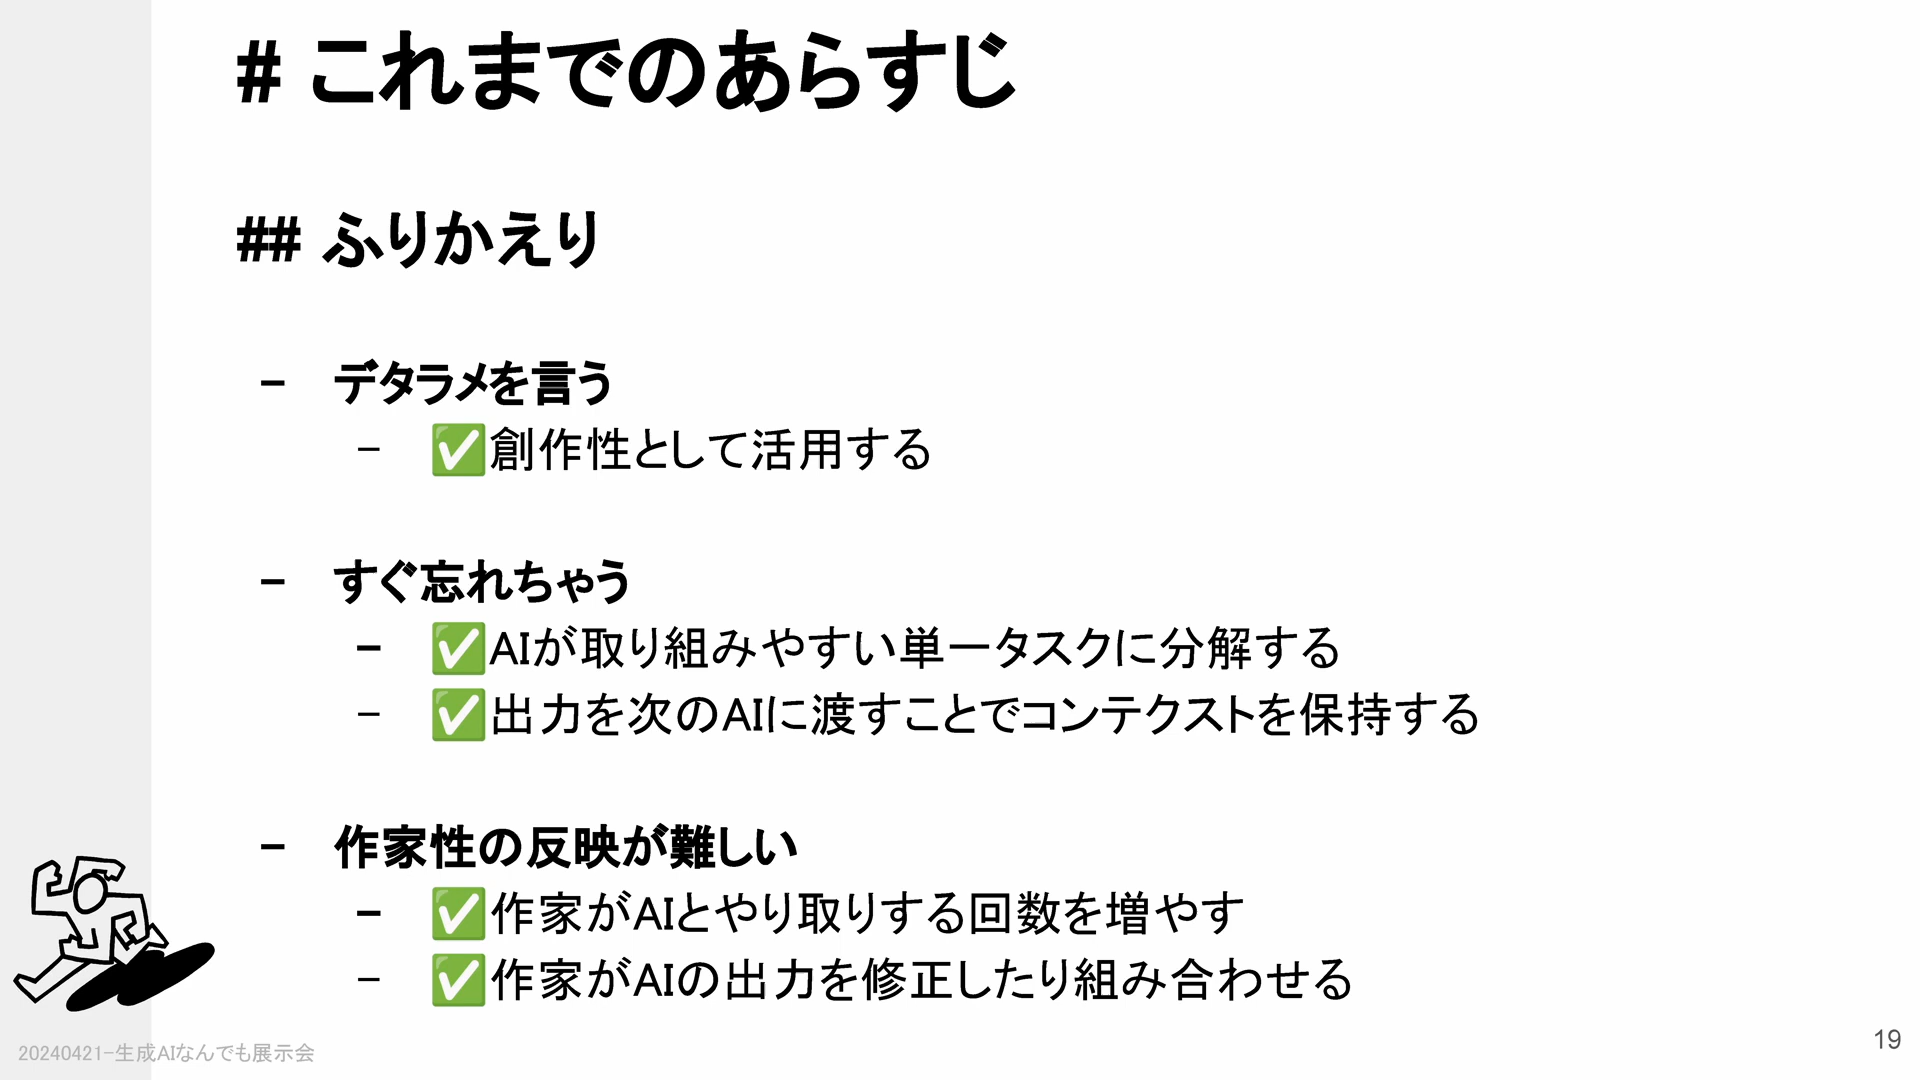 # これまでのあらすじ
## ふりかえり
− デタラメを言う
− ✅創作性として活用する
− すぐ忘れちゃう
− ✅AIが取り組みやすい単一タスクに分解する
− ✅出力を次のAIに渡すことでコンテクストを保持する
− 作家性の反映が難しい
− ✅作家がAIとやり取りする回数を増やす
− ✅作家がAIの出力を修正したり組み合わせる
20240421-生成AIなんでも展示会
19